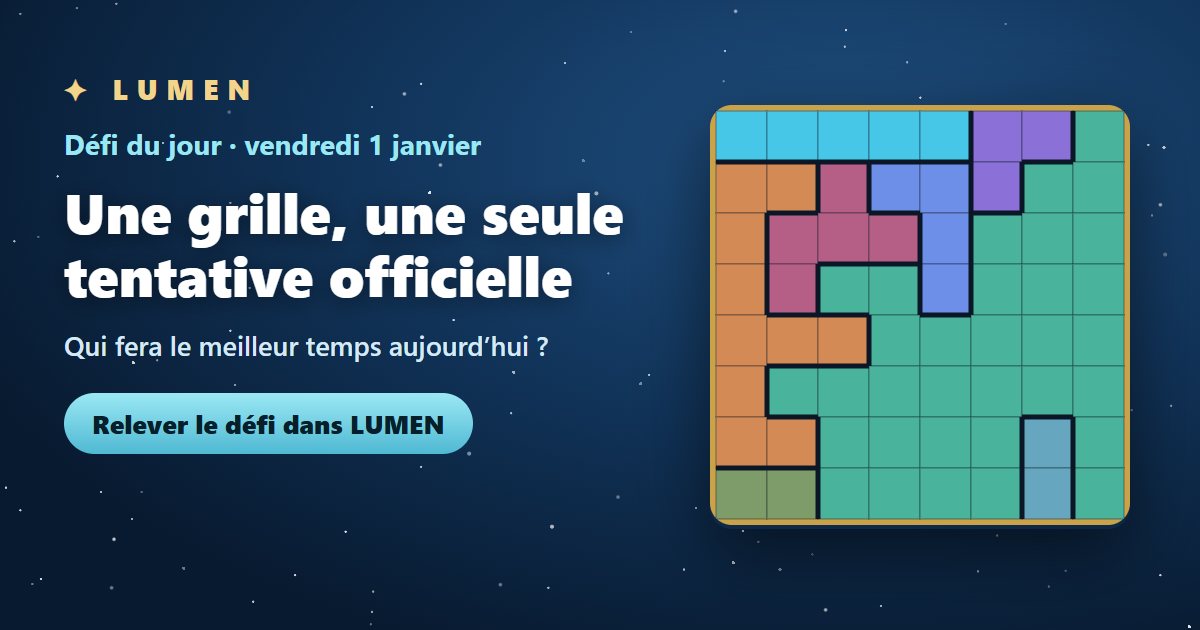 ✦ LUMEN
Défi du jour · vendredi 1 janvier
Une grille, une seule
tentative officielle
Qui fera le meilleur temps aujourd’hui ?
Relever le défi dans LUMEN